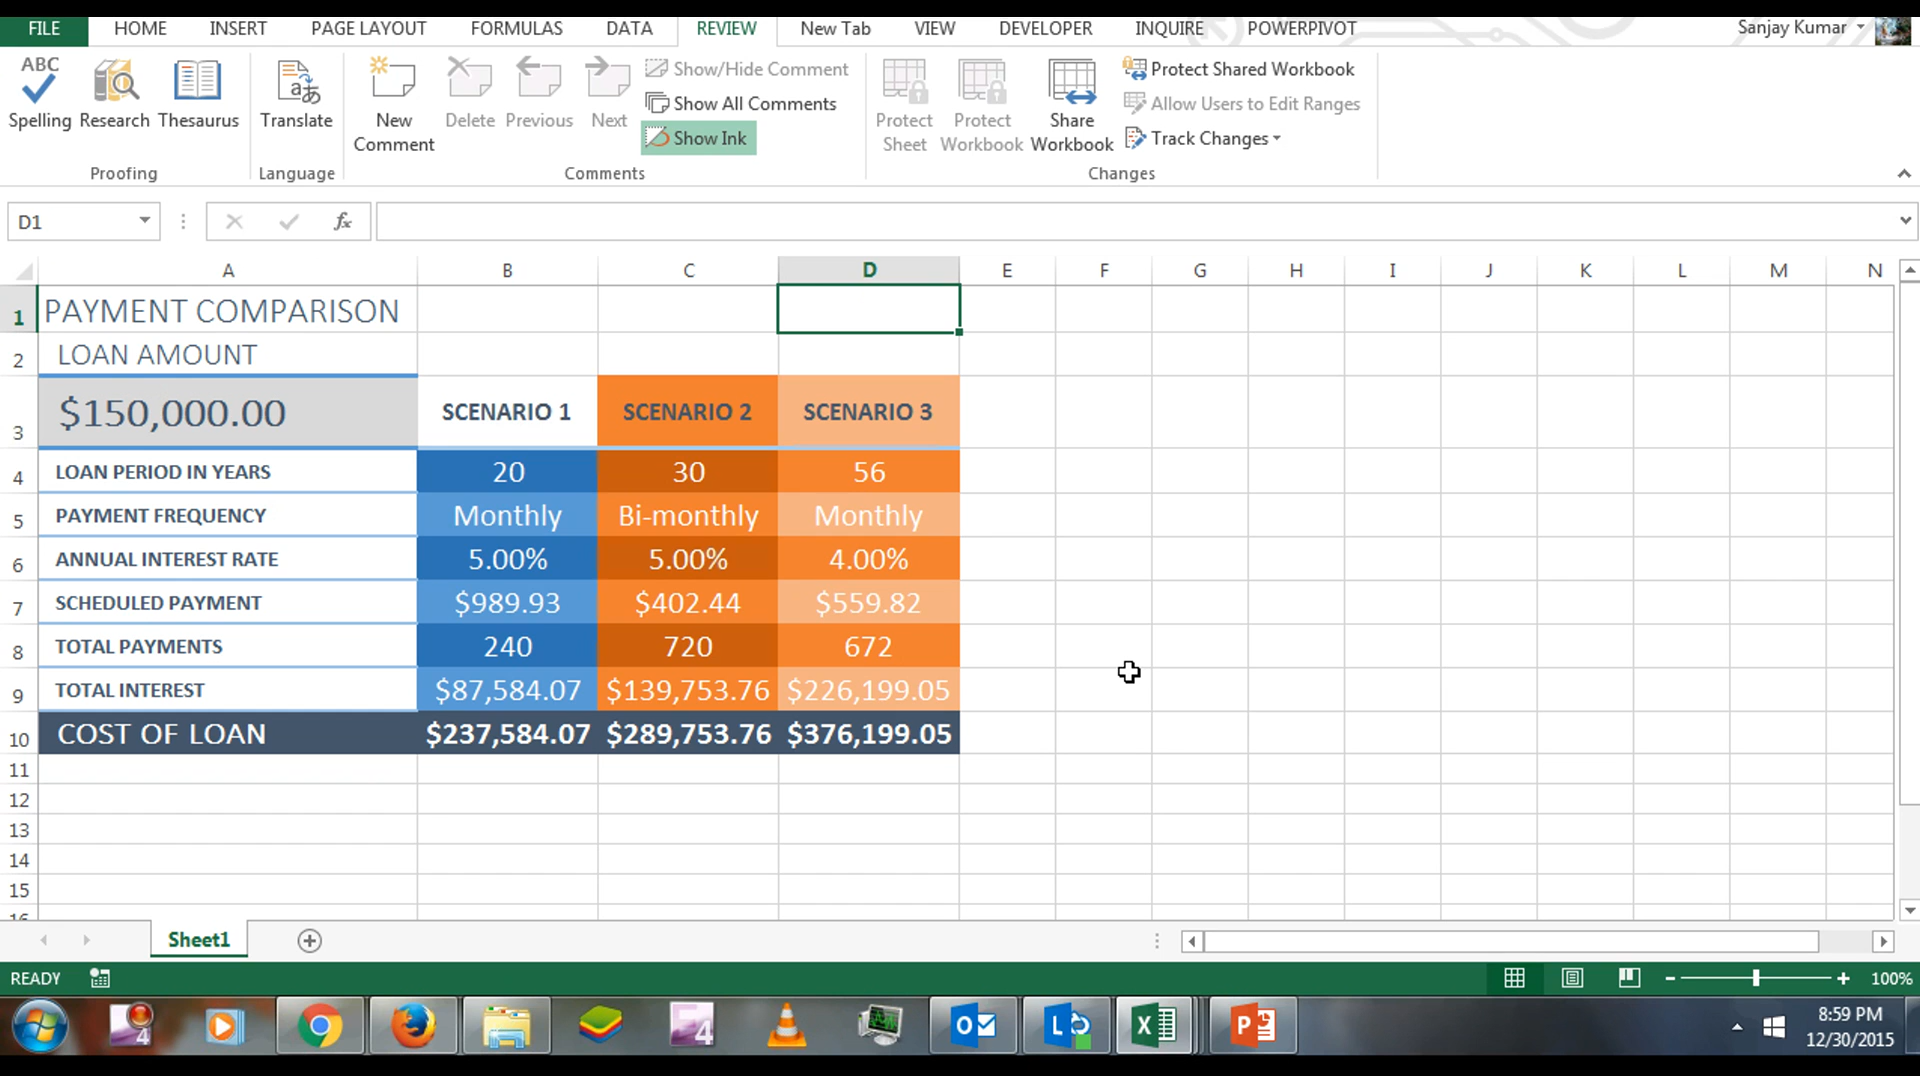 FILE HOME INSERT PAGE LAYOUT FORMULAS DATA REVIEW New Tab VIEW DEVELOPER INQUIRE POWERPIVOT Sanjay Kumar
ABC
Spelling Research Thesaurus
Proofing
Translate
Language
New Comment
Delete Previous Next
Show/Hide Comment
Show All Comments
Show Ink
Comments
Protect Sheet
Protect Workbook
Share Workbook
Protect Shared Workbook
Allow Users to Edit Ranges
Track Changes
Changes
D1 fx
A B C D E F G H I J K L M N
1 PAYMENT COMPARISON
2 LOAN AMOUNT
3 $150,000.00 SCENARIO 1 SCENARIO 2 SCENARIO 3
4 LOAN PERIOD IN YEARS 20 30 56
5 PAYMENT FREQUENCY Monthly Bi-monthly Monthly
6 ANNUAL INTEREST RATE 5.00% 5.00% 4.00%
7 SCHEDULED PAYMENT $989.93 $402.44 $559.82
8 TOTAL PAYMENTS 240 720 672
9 TOTAL INTEREST $87,584.07 $139,753.76 $226,199.05
10 COST OF LOAN $237,584.07 $289,753.76 $376,199.05
11
12
13
14
15
16
Sheet1
READY 100%
8:59 PM
12/30/2015